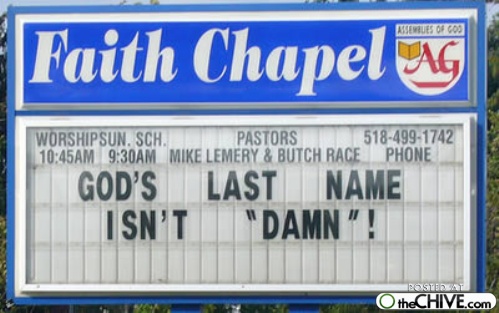 ASSEMBLIES OF GOD
Faith Chapel
AG
WORSHIP SUN. SCH. PASTORS 518-499-1742
10:45AM 9:30AM MIKE LEMERY & BUTCH RACE PHONE
GOD'S LAST NAME
ISN'T "DAMN"!
POSTED AT
theCHIVE.com